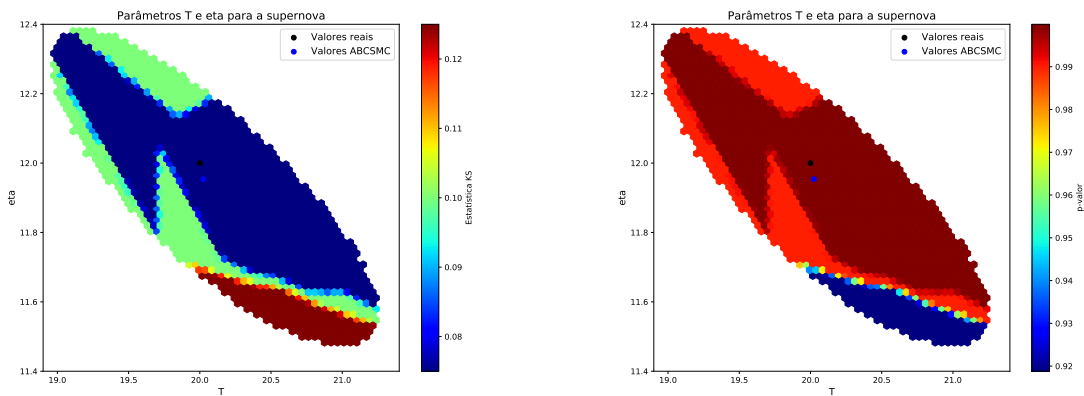 Parâmetros T e eta para a supernova
12.4
12.2
12.0
11.8
11.6
11.4
eta
19.0 19.5 20.0 20.5 21.0
T
Valores reais
Valores ABCSMC
0.12
0.11
0.10
0.09
0.08
Estatística KS
Parâmetros T e eta para a supernova
12.4
12.2
12.0
11.8
11.6
11.4
eta
19.0 19.5 20.0 20.5 21.0
T
Valores reais
Valores ABCSMC
0.99
0.98
0.97
0.96
0.95
0.94
0.93
0.92
p-valor